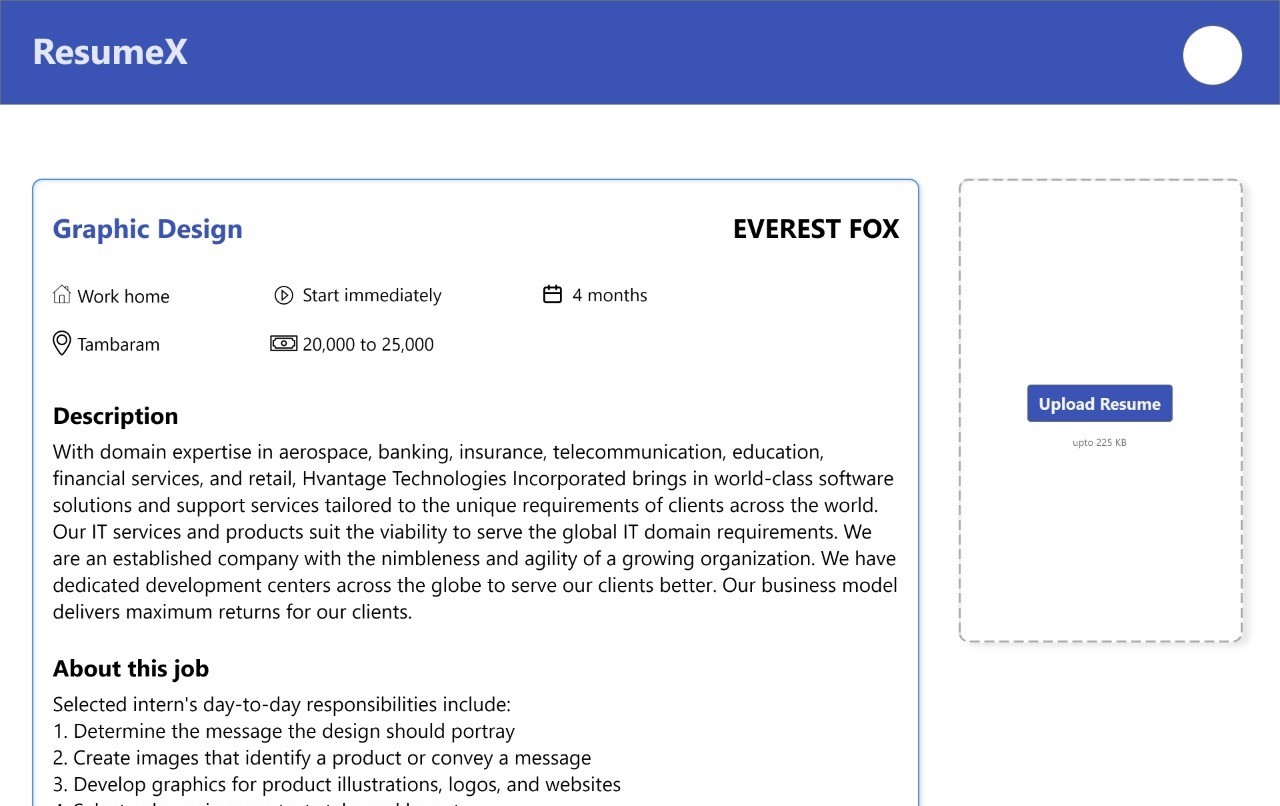 ResumeX
Graphic Design
EVEREST FOX
Work home
Start immediately
4 months
Tambaram
20,000 to 25,000
Description
With domain expertise in aerospace, banking, insurance, telecommunication, education,
financial services, and retail, Hvantage Technologies Incorporated brings in world-class software
solutions and support services tailored to the unique requirements of clients across the world.
Our IT services and products suit the viability to serve the global IT domain requirements. We
are an established company with the nimbleness and agility of a growing organization. We have
dedicated development centers across the globe to serve our clients better. Our business model
delivers maximum returns for our clients.
About this job
Selected intern's day-to-day responsibilities include:
1. Determine the message the design should portray
2. Create images that identify a product or convey a message
3. Develop graphics for product illustrations, logos, and websites
Upload Resume
upto 225 KB